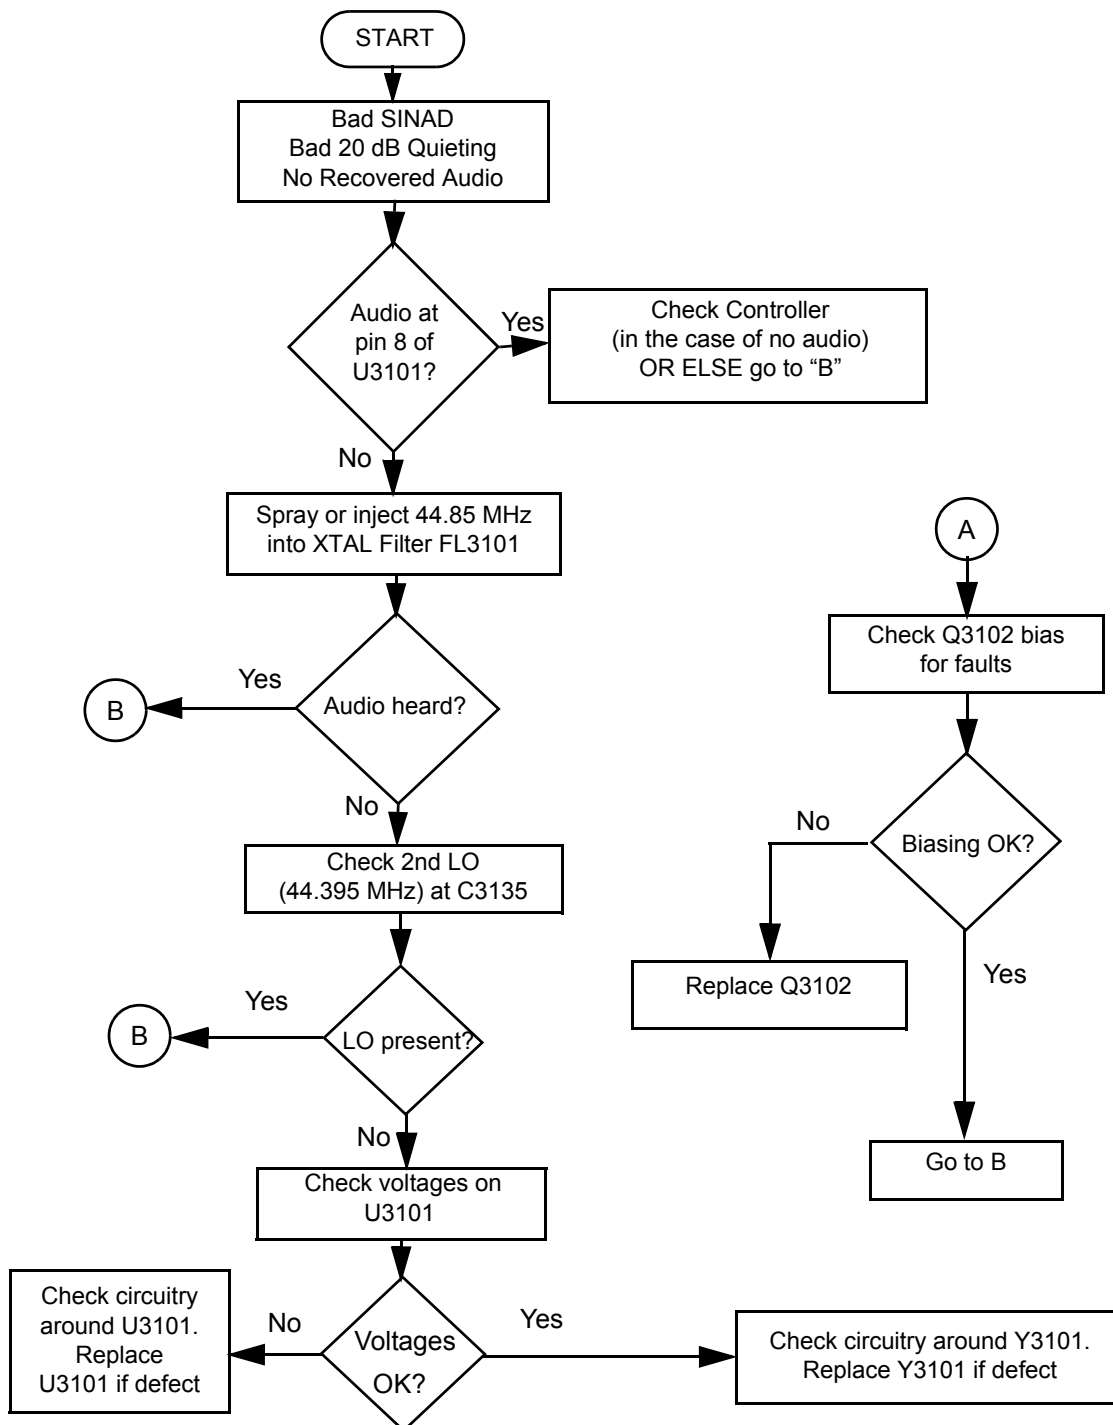 START
Bad SINAD
Bad 20 dB Quieting
No Recovered Audio
Audio at
pin 8 of
U3101?
Yes
Check Controller
(in the case of no audio)
OR ELSE go to “B”
No
Spray or inject 44.85 MHz
into XTAL Filter FL3101
Audio heard?
Yes
B
No
Check 2nd LO
(44.395 MHz) at C3135
LO present?
Yes
B
No
Check voltages on
U3101
Voltages
OK?
No
Check circuitry
around U3101.
Replace
U3101 if defect
Yes
Check circuitry around Y3101.
Replace Y3101 if defect
A
Check Q3102 bias
for faults
Biasing OK?
No
Replace Q3102
Yes
Go to B